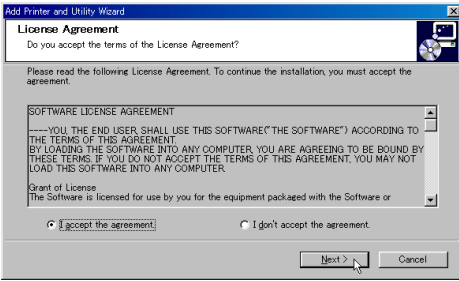 Add Printer and Utility Wizard
License Agreement
Do you accept the terms of the License Agreement?
Please read the following License Agreement. To continue the installation, you must accept the
agreement.
SOFTWARE LICENSE AGREEMENT
----YOU, THE END USER, SHALL USE THIS SOFTWARE("THE SOFTWARE") ACCORDING TO
THE TERMS OF THIS AGREEMENT.
BY LOADING THE SOFTWARE INTO ANY COMPUTER, YOU ARE AGREEING TO BE BOUND BY
THESE TERMS. IF YOU DO NOT ACCEPT THE TERMS OF THIS AGREEMENT, YOU MAY NOT
LOAD THIS SOFTWARE INTO ANY COMPUTER.
Grant of License
The Software is licensed for use by you for the equipment packaged with the Software or
I accept the agreement.
I don't accept the agreement.
Next >
Cancel